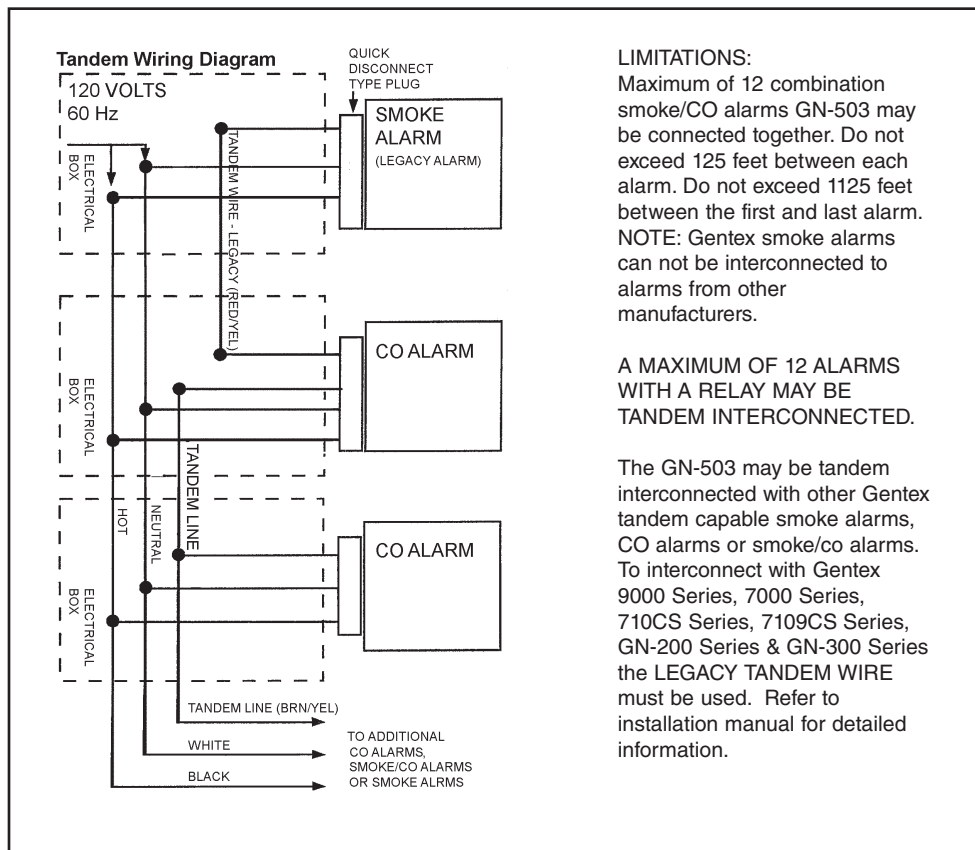 Tandem Wiring Diagram
120 VOLTS
60 Hz
ELECTRICAL
BOX
QUICK
DISCONNECT
TYPE PLUG
SMOKE
ALARM
(LEGACY ALARM)
TANDEM WIRE - LEGACY (RED/YEL)
ELECTRICAL
BOX
CO ALARM
TANDEM LINE
HOT
NEUTRAL
ELECTRICAL
BOX
CO ALARM
TANDEM LINE (BRN/YEL)
WHITE
BLACK
TO ADDITIONAL
CO ALARMS,
SMOKE/CO ALARMS
OR SMOKE ALRMS
LIMITATIONS:
Maximum of 12 combination
smoke/CO alarms GN-503 may
be connected together. Do not
exceed 125 feet between each
alarm. Do not exceed 1125 feet
between the first and last alarm.
NOTE: Gentex smoke alarms
can not be interconnected to
alarms from other
manufacturers.
A MAXIMUM OF 12 ALARMS
WITH A RELAY MAY BE
TANDEM INTERCONNECTED.
The GN-503 may be tandem
interconnected with other Gentex
tandem capable smoke alarms,
CO alarms or smoke/co alarms.
To interconnect with Gentex
9000 Series, 7000 Series,
710CS Series, 7109CS Series,
GN-200 Series & GN-300 Series
the LEGACY TANDEM WIRE
must be used. Refer to
installation manual for detailed
information.